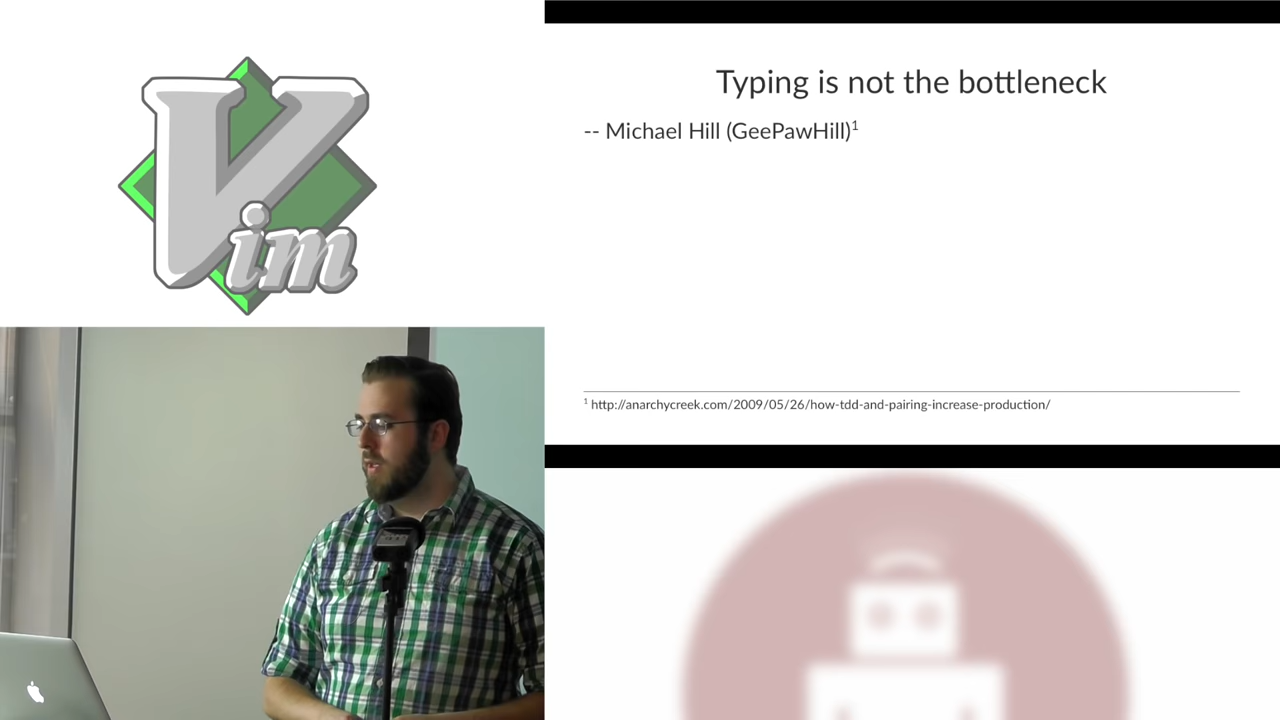 Vim
Typing is not the bottleneck
-- Michael Hill (GeePawHill)¹
¹ http://anarchycreek.com/2009/05/26/how-tdd-and-pairing-increase-production/